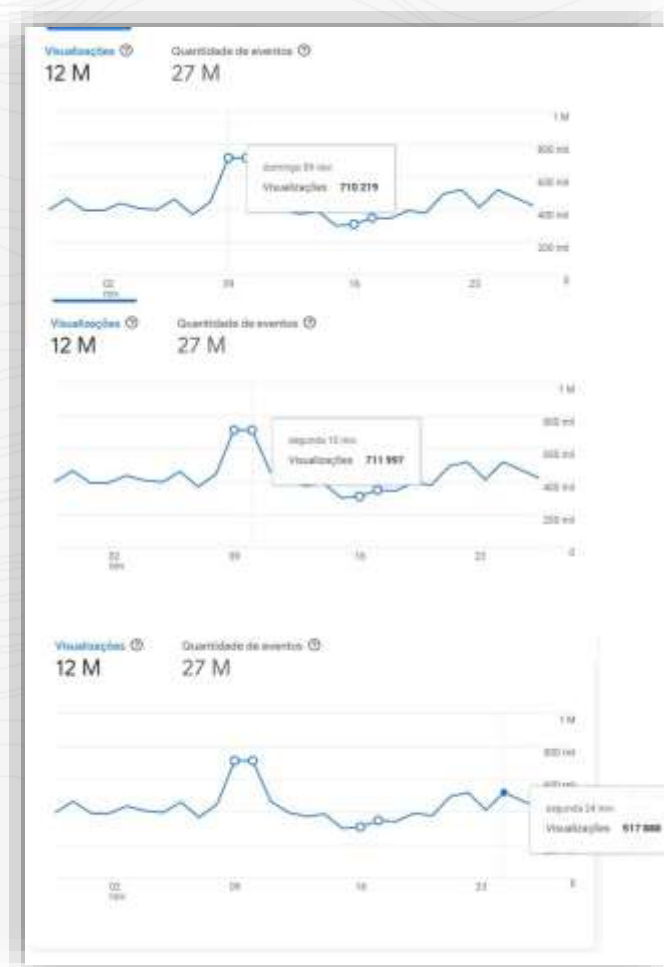 Visualizações Quantidade de eventos
12 M 27 M
1 M
800 mil
domingo 09 nov
Visualizações 710 219
600 mil
400 mil
200 mil
02 09 16 23 0
nov
Visualizações Quantidade de eventos
12 M 27 M
1 M
800 mil
segunda 10 nov
Visualizações 711 997
600 mil
400 mil
200 mil
02 09 16 23 0
nov
Visualizações Quantidade de eventos
12 M 27 M
1 M
800 mil
segunda 24 nov
Visualizações 517
02 09 16 23 0
nov